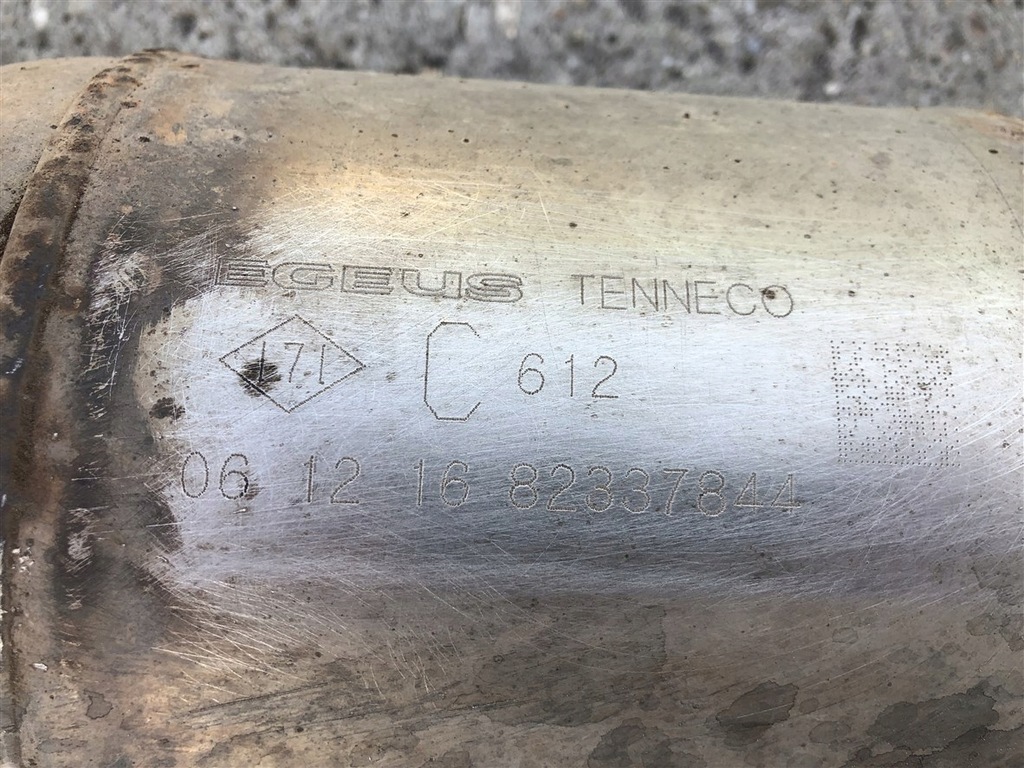 EGEUS TENNECO
171 C 612
06 12 16 82337844